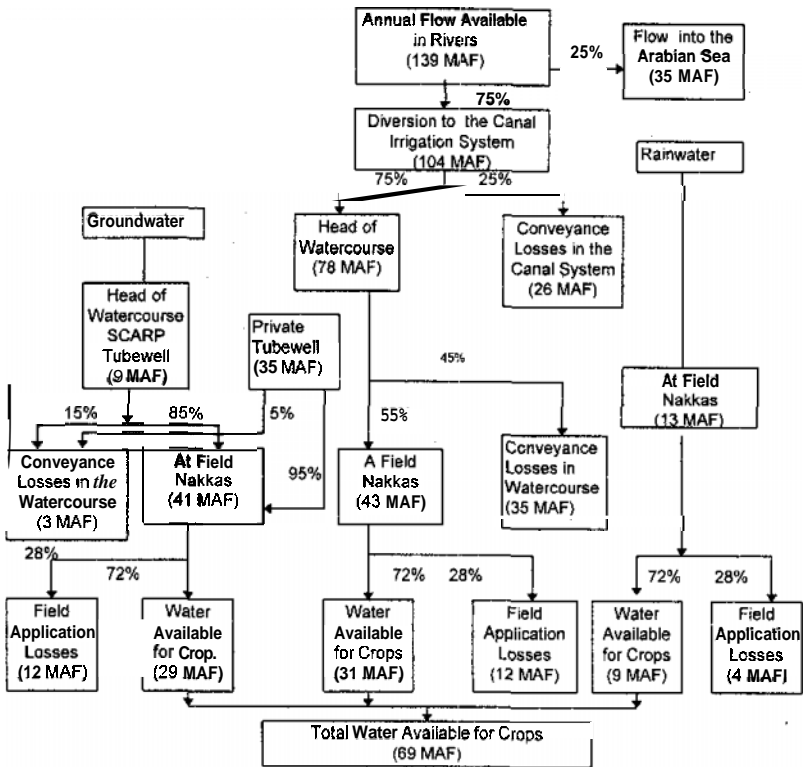 Annual Flow Available
in Rivers
(139 MAF)
25%
Flow into the
Arabian Sea
(35 MAF)
75%
Diversion to the Canal
Irrigation System
(104 MAF)
Rainwater
75%
25%
Groundwater
Head of
Watercourse
(78 MAF)
Conveyance
Losses in the
Canal System
(26 MAF)
Head of
Watercourse
SCARP
Tubewell
(9 MAF)
Private
Tubewell
(35 MAF)
45%
At Field
Nakkas
(13 MAF)
15%
85%
5%
55%
Conveyance
Losses in the
Watercourse
(3 MAF)
At Field
Nakkas
(41 MAF)
95%
A Field
Nakkas
(43 MAF)
Conveyance
Losses in
Watercourse
(35 MAF)
28%
72%
72%
28%
72%
28%
Field
Application
Losses
(12 MAF)
Water
Available
for Crop.
(29 MAF)
Water
Available
for Crops
(31 MAF)
Field
Application
Losses
(12 MAF)
Water
Available
for Crops
(9 MAF)
Field
Application
Losses
(4 MAF)
Total Water Available for Crops
(69 MAF)